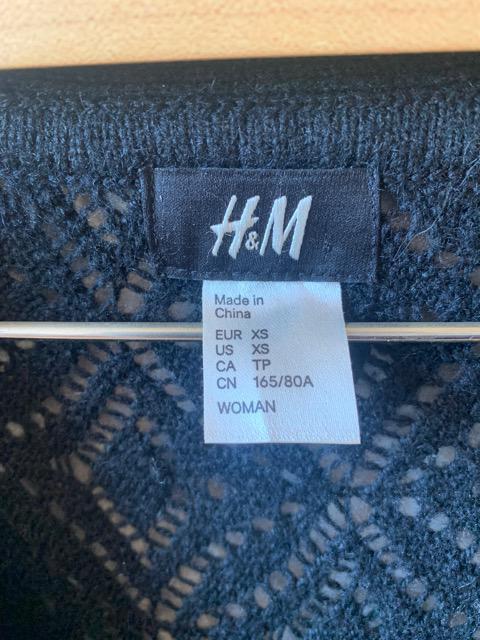 H&M
Made in
China
EUR XS
US XS
CA TP
CN 165/80A
WOMAN